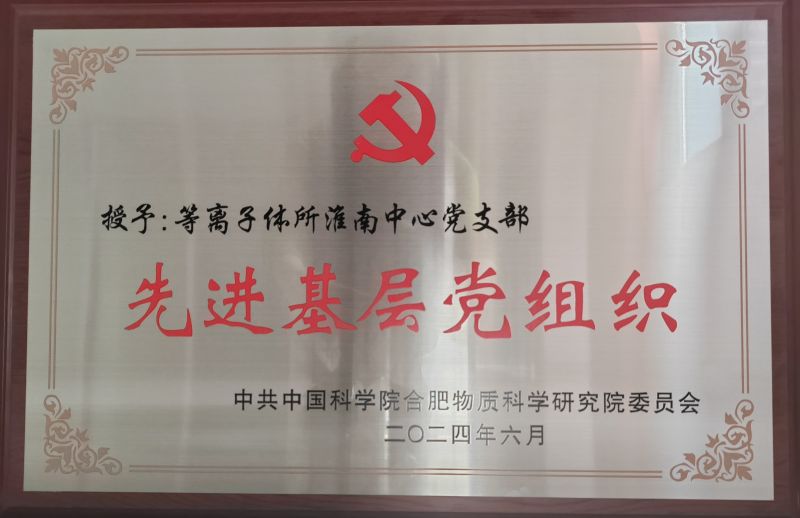 授予:等离子体所淮南中心党支部
先进基层党组织
中共中国科学院合肥物质科学研究院委员会
二〇二四年六月